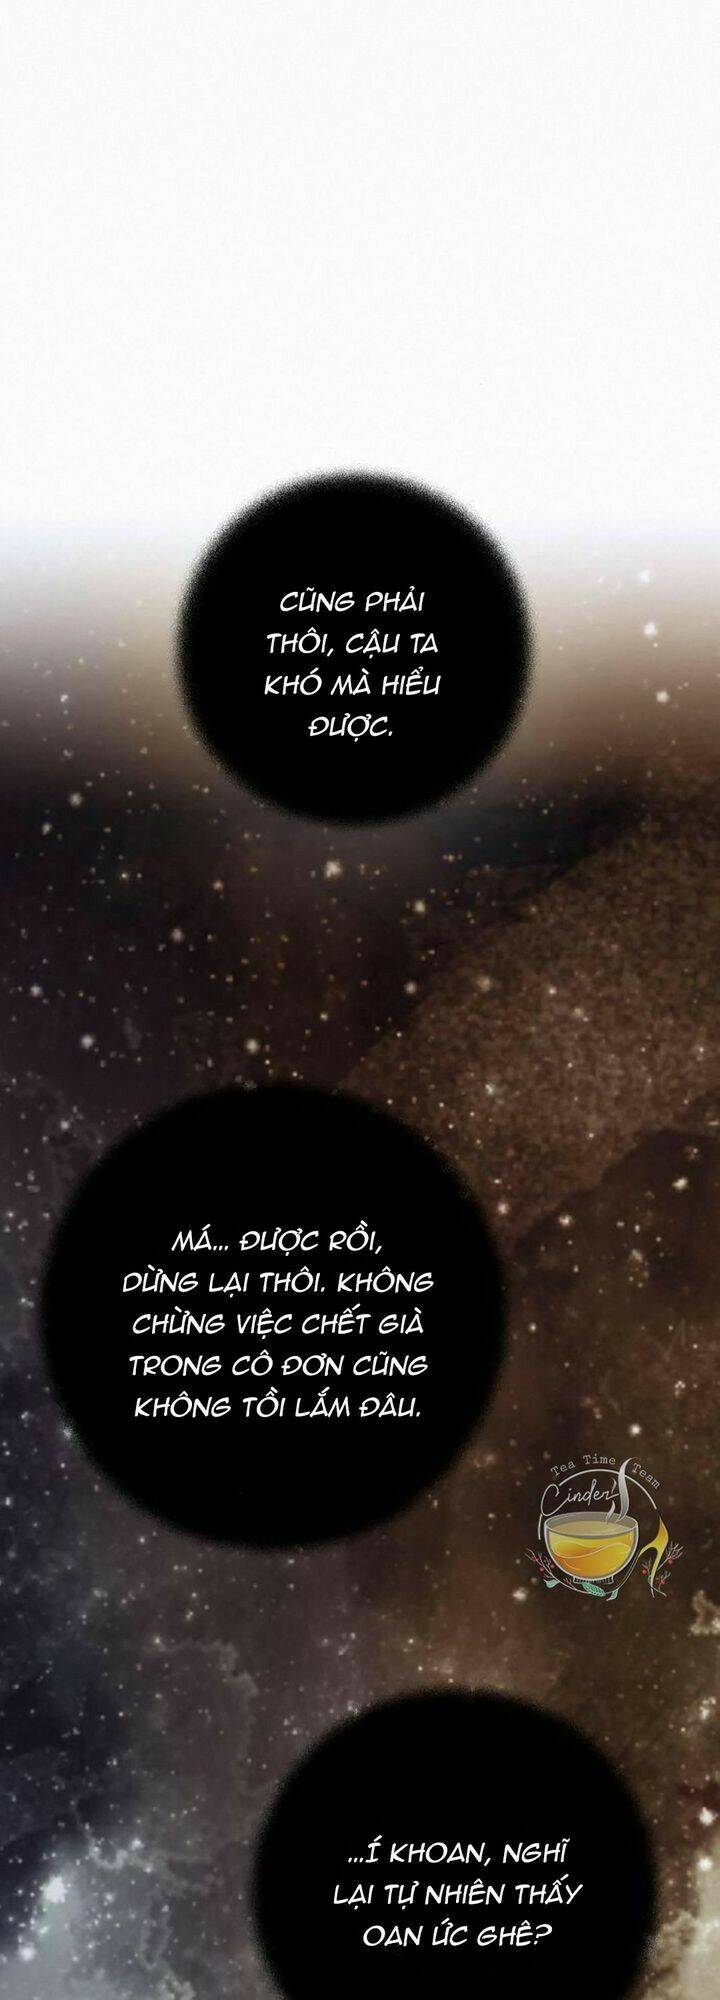 CŨNG PHẢI
THÔI, CẬU TA
KHÓ MÀ HIỂU
ĐƯỢC.
MÁ... ĐƯỢC RỒI,
DỪNG LẠI THÔI. KHÔNG
CHỪNG VIỆC CHẾT GIÀ
TRONG CÔ ĐƠN CŨNG
KHÔNG TỒI LẮM ĐÂU.
Tea Time Team
Cinder's
...Í KHOAN, NGHĨ
LẠI TỰ NHIÊN THẤY
OAN ỨC GHÊ?